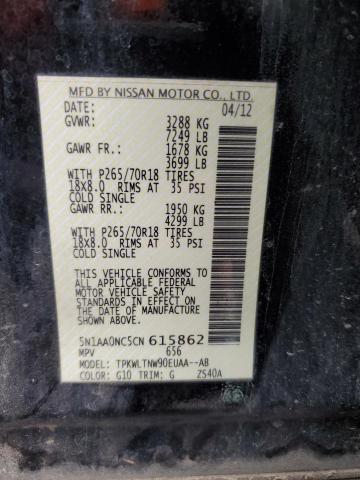 MFD BY NISSAN MOTOR CO., LTD.
DATE: 04/12
GVWR: 3288 KG
7249 LB
GAWR FR: 1678 KG
3699 LB
WITH P265/70R18 TIRES
18X8.0 RIMS AT 35 PSI
COLD SINGLE
GAWR RR: 1950 KG
4299 LB
WITH P265/70R18 TIRES
18X8.0 RIMS AT 35 PSI
COLD SINGLE
THIS VEHICLE CONFORMS TO
ALL APPLICABLE FEDERAL
MOTOR VEHICLE SAFETY
STANDARDS IN EFFECT ON
THE DATE OF MANUFACTURE
SHOWN ABOVE.
5N1AA0NC5CN 615862
MPV 656
MODEL: TPKWLTNW90EUAA--AB
COLOR: G10 TRIM: G ZS40A